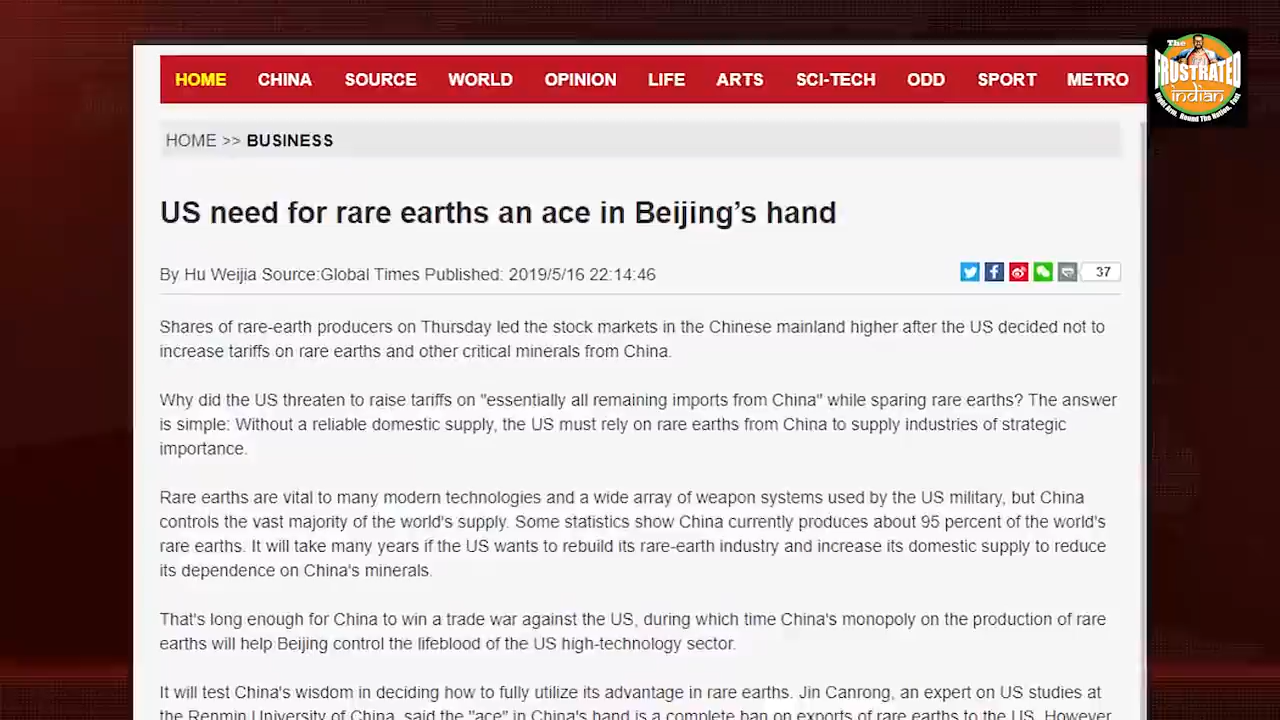 The
FRUSTRATED
indian
Right Arm. Round The Nation. Fast
HOME CHINA SOURCE WORLD OPINION LIFE ARTS SCI-TECH ODD SPORT METRO
HOME >> BUSINESS
US need for rare earths an ace in Beijing’s hand
By Hu Weijia Source:Global Times Published: 2019/5/16 22:14:46
37
Shares of rare-earth producers on Thursday led the stock markets in the Chinese mainland higher after the US decided not to
increase tariffs on rare earths and other critical minerals from China.
Why did the US threaten to raise tariffs on "essentially all remaining imports from China" while sparing rare earths? The answer
is simple: Without a reliable domestic supply, the US must rely on rare earths from China to supply industries of strategic
importance.
Rare earths are vital to many modern technologies and a wide array of weapon systems used by the US military, but China
controls the vast majority of the world's supply. Some statistics show China currently produces about 95 percent of the world's
rare earths. It will take many years if the US wants to rebuild its rare-earth industry and increase its domestic supply to reduce
its dependence on China's minerals.
That's long enough for China to win a trade war against the US, during which time China's monopoly on the production of rare
earths will help Beijing control the lifeblood of the US high-technology sector.
It will test China's wisdom in deciding how to fully utilize its advantage in rare earths. Jin Canrong, an expert on US studies at
the Renmin University of China, said the "ace" in China's hand is a complete ban on exports of rare earths to the US. However